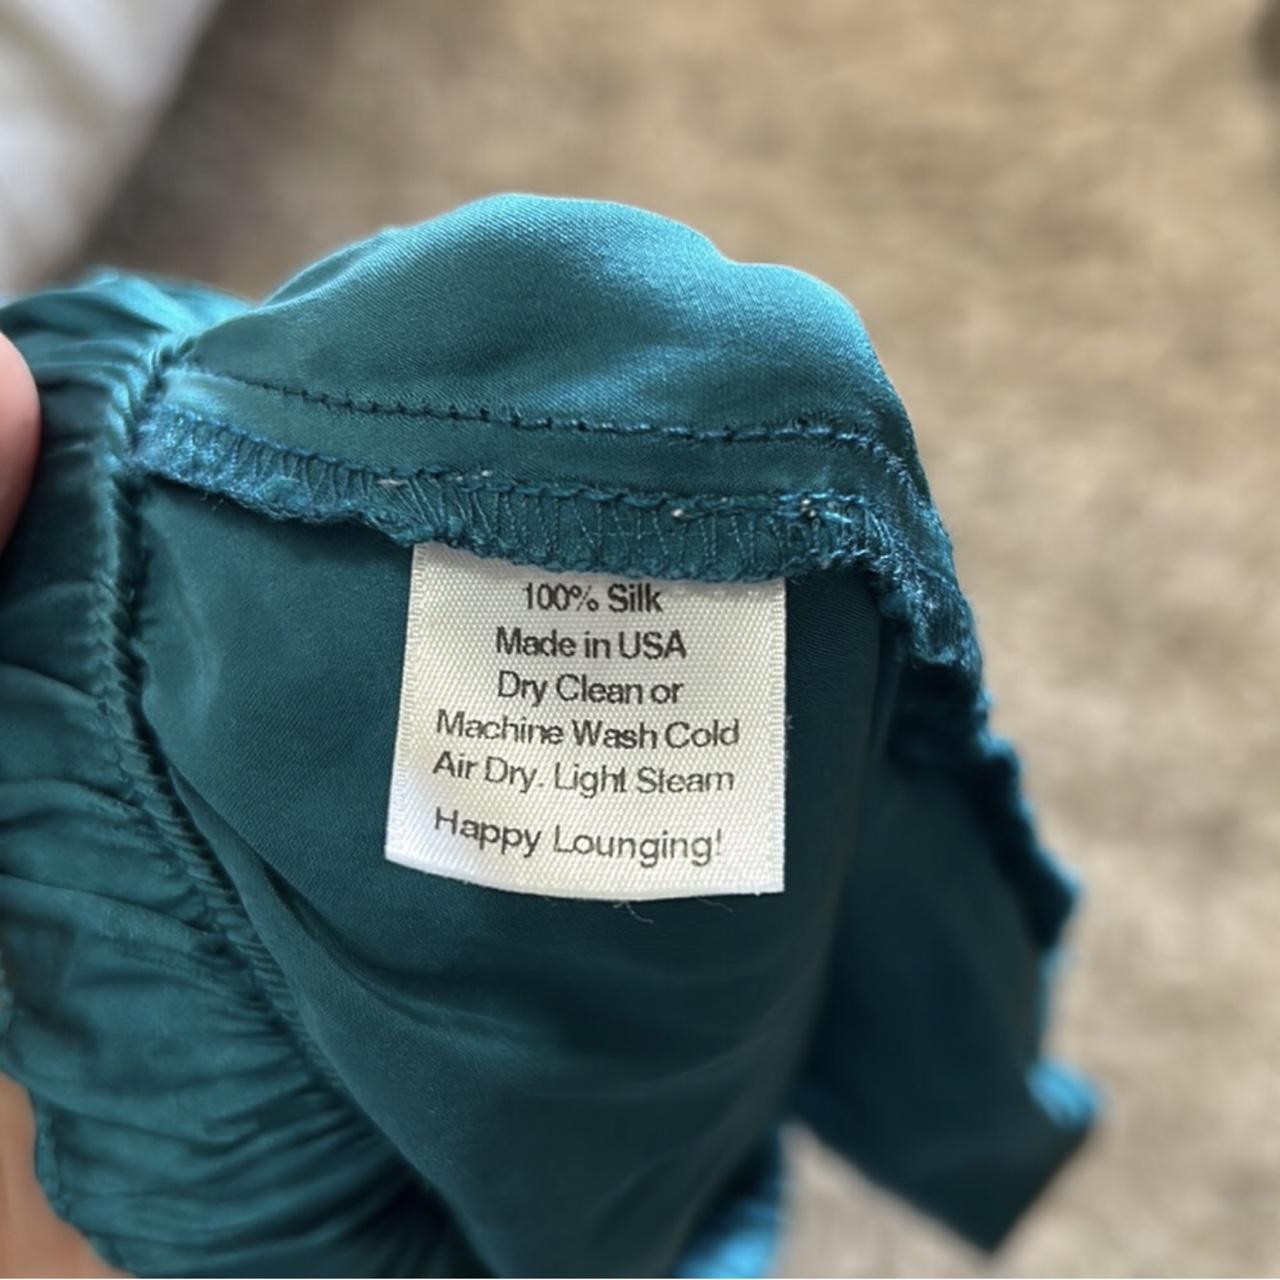 100% Silk
Made in USA
Dry Clean or
Machine Wash Cold
Air Dry. Light Steam
Happy Lounging!